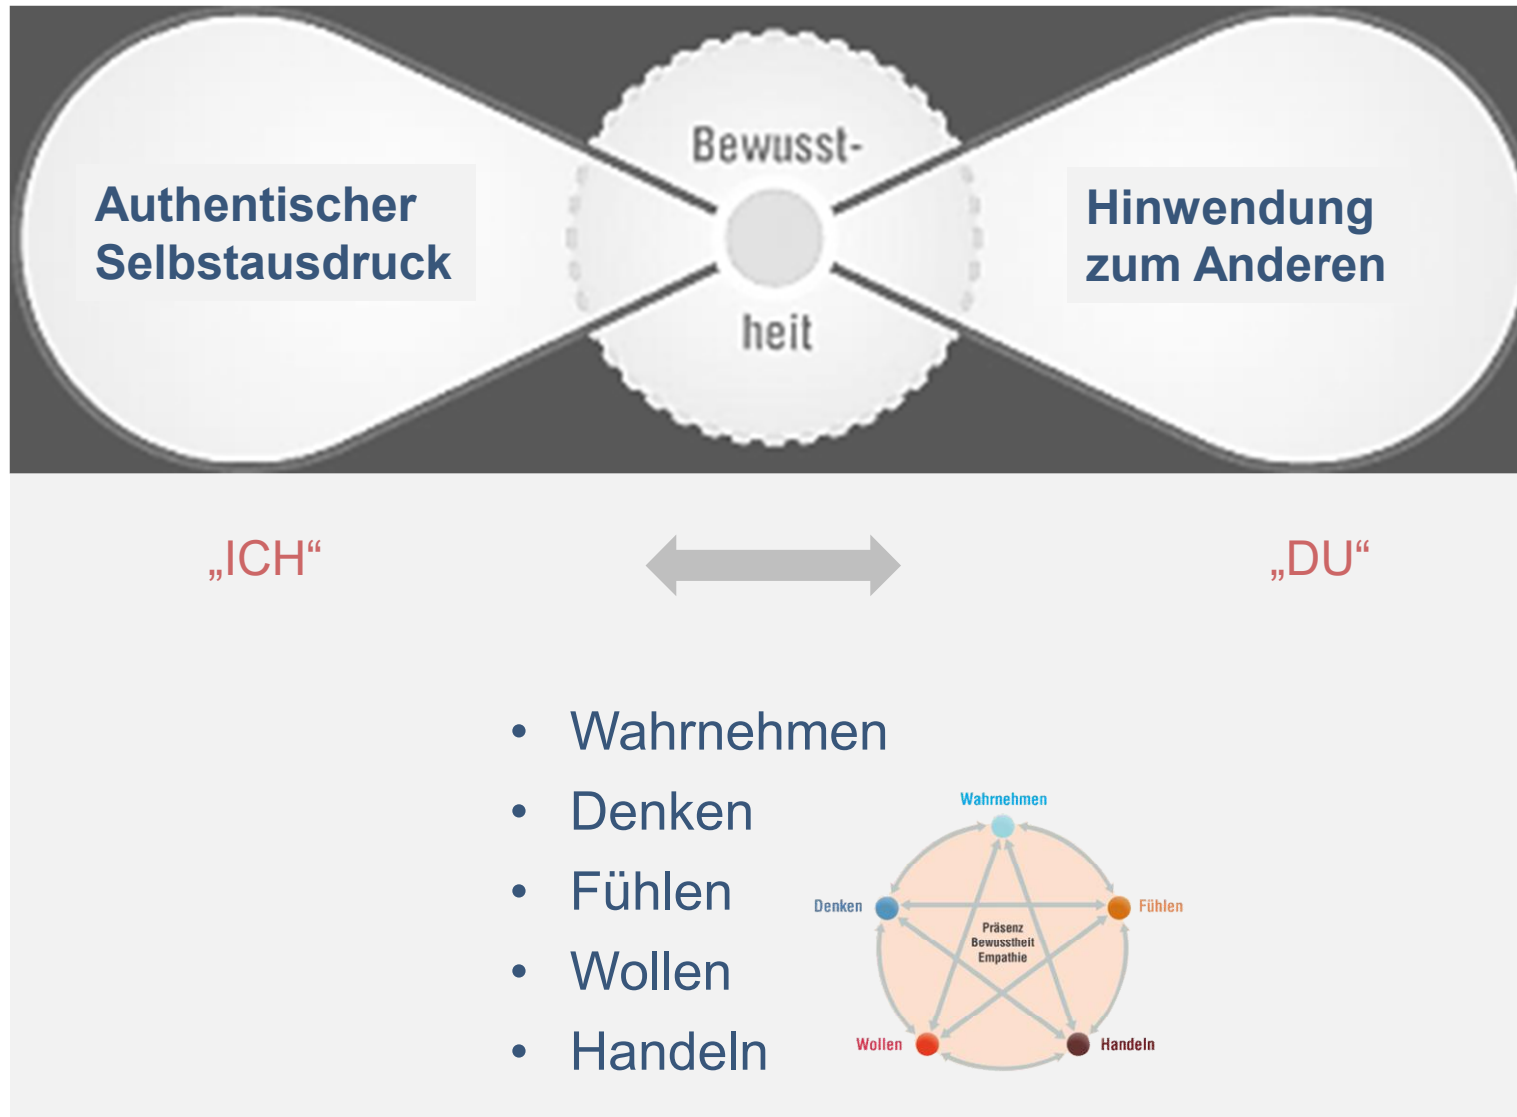 Bewusst-
heit
Authentischer
Selbstausdruck
Hinwendung
zum Anderen
„ICH“
„DU“
• Wahrnehmen
• Denken
• Fühlen
• Wollen
• Handeln
Wahrnehmen
Denken
Fühlen
Präsenz
Bewusstheit
Empathie
Wollen
Handeln